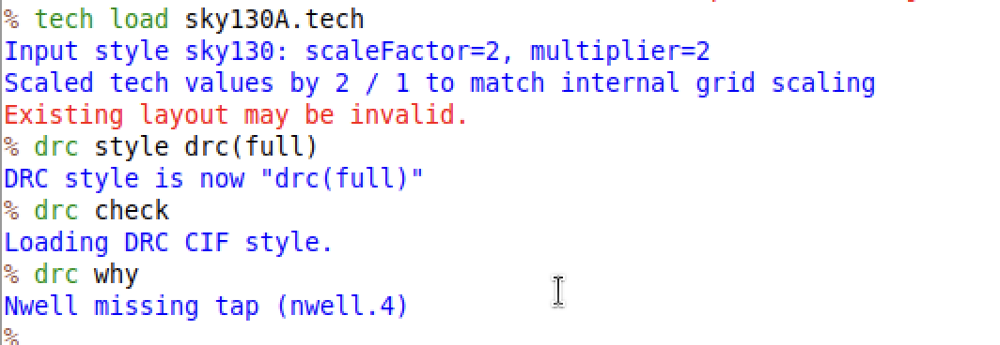 % tech load sky130A.tech
Input style sky130: scaleFactor=2, multiplier=2
Scaled tech values by 2 / 1 to match internal grid scaling
Existing layout may be invalid.
% drc style drc(full)
DRC style is now "drc(full)"
% drc check
Loading DRC CIF style.
% drc why
Nwell missing tap (nwell.4)
%